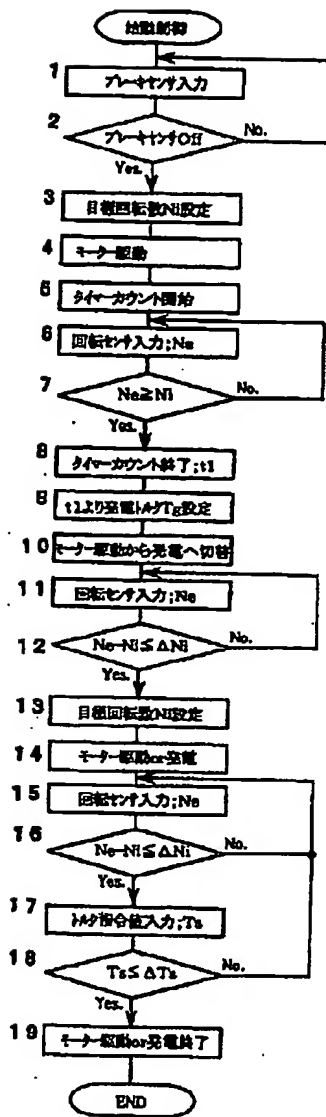 始動制御
1 ブレーキセンサ入力
2 ブレーキセンサOff
No.
Yes.
3 目標回転数Ni設定
4 モーター駆動
5 タイマーカウント開始
6 回転センサ入力;Ne
7 Ne≧Ni
No.
Yes.
8 タイマーカウント終了;t1
9 t1より発電トルクTg設定
10 モーター駆動から発電へ切替
11 回転センサ入力;Ne
12 Ne-Ni≦ΔNi
No.
Yes.
13 目標回転数Ni設定
14 モーター駆動or発電
15 回転センサ入力;Ne
16 Ne-Ni≦ΔNi
No.
Yes.
17 トルク指令値入力;Ts
18 Ts≦ΔTs
No.
Yes.
19 モーター駆動or発電終了
END